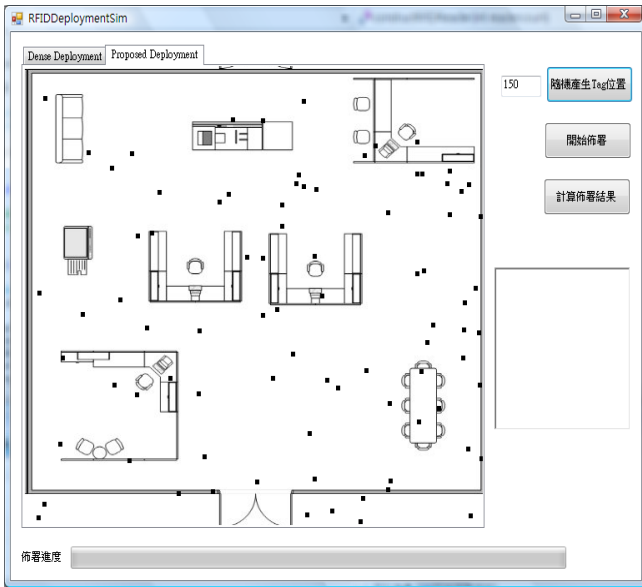 RFIDDeploymentSim
Dense Deployment
Proposed Deployment
150
隨機產生Tag位置
開始佈署
計算佈署結果
佈署進度